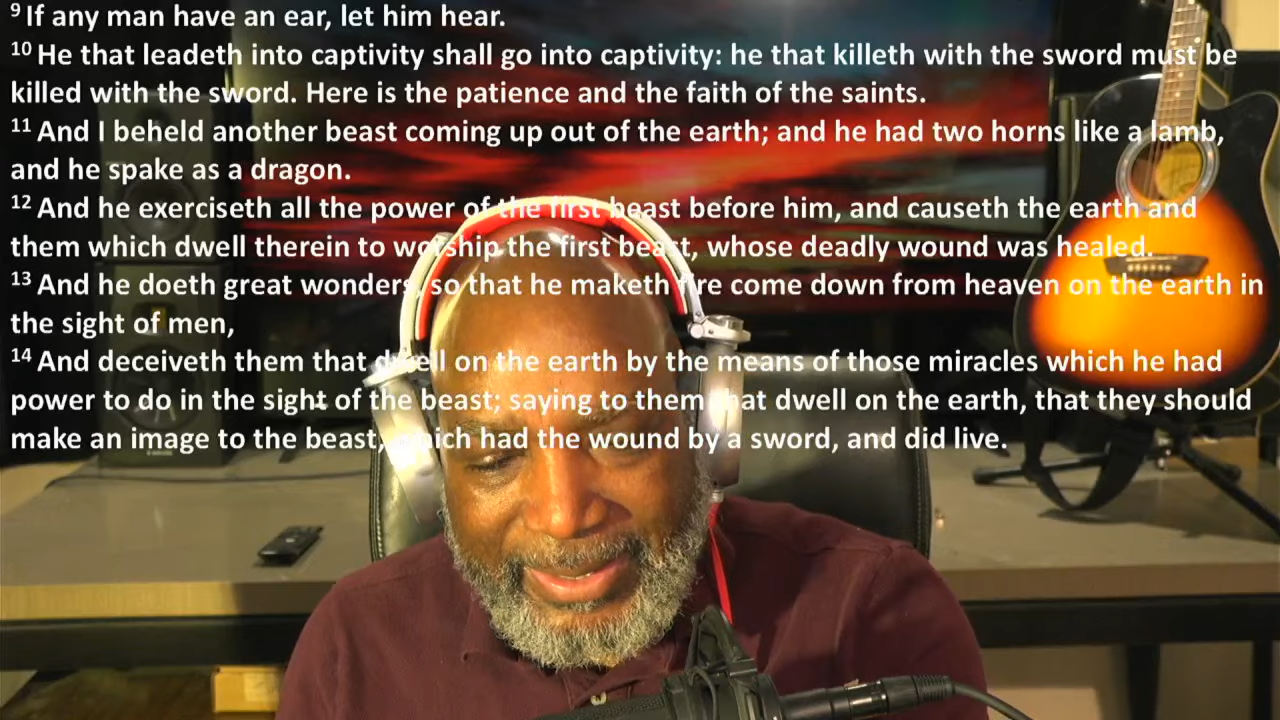 9 If any man have an ear, let him hear.
10 He that leadeth into captivity shall go into captivity: he that killeth with the sword must be
killed with the sword. Here is the patience and the faith of the saints.
11 And I beheld another beast coming up out of the earth; and he had two horns like a lamb,
and he spake as a dragon.
12 And he exerciseth all the power of the first beast before him, and causeth the earth and
them which dwell therein to worship the first beast, whose deadly wound was healed.
13 And he doeth great wonders, so that he maketh fire come down from heaven on the earth in
the sight of men,
14 And deceiveth them that dwell on the earth by the means of those miracles which he had
power to do in the sight of the beast; saying to them that dwell on the earth, that they should
make an image to the beast, which had the wound by a sword, and did live.